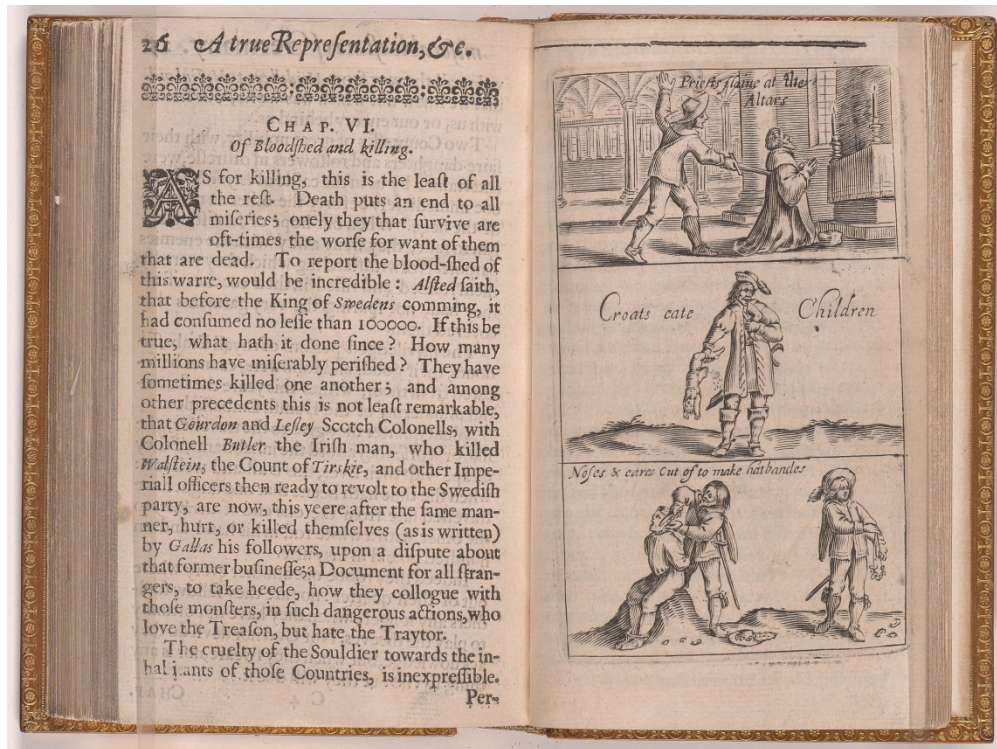 26 A true Repreſentation, &c.
CHAP. VI.
Of Bloodſhed and killing.
AS for killing, this is the leaſt of all
the reſt. Death puts an end to all
miſeries; onely they that ſurvive are
oft-times the worſe for want of them
that are dead. To report the blood-ſhed of
this warre, would be incredible: Alſted ſaith,
that before the King of Swedens comming, it
had conſumed no leſſe than 100000. If this be
true, what hath it done ſince? How many
millions have miſerably periſhed? They have
ſometimes killed one another; and among
other precedents this is not leaſt remarkable,
that Gourdon and Leſley Scotch Colonells, with
Colonell Butler the Iriſh man, who killed
Walſtein, the Count of Tirskie, and other Impe-
riall officers then ready to revolt to the Swediſh
party, are now, this yeere after the ſame man-
ner, hurt, or killed themſelves (as is written)
by Gallas his followers, upon a diſpute about
that former buſineſſe; a Document for all ſtran-
gers, to take heede, how they collogue with
thoſe monſters, in ſuch dangerous actions, who
love the Treaſon, but hate the Traytor.
The cruelty of the Souldier towards the in-
of thoſe Countries, is inexpreſſible.
Per-
Prieſts ſlaine at the
Altars
Croats eate Children
Noſes & eares Cut of to make hatbandes